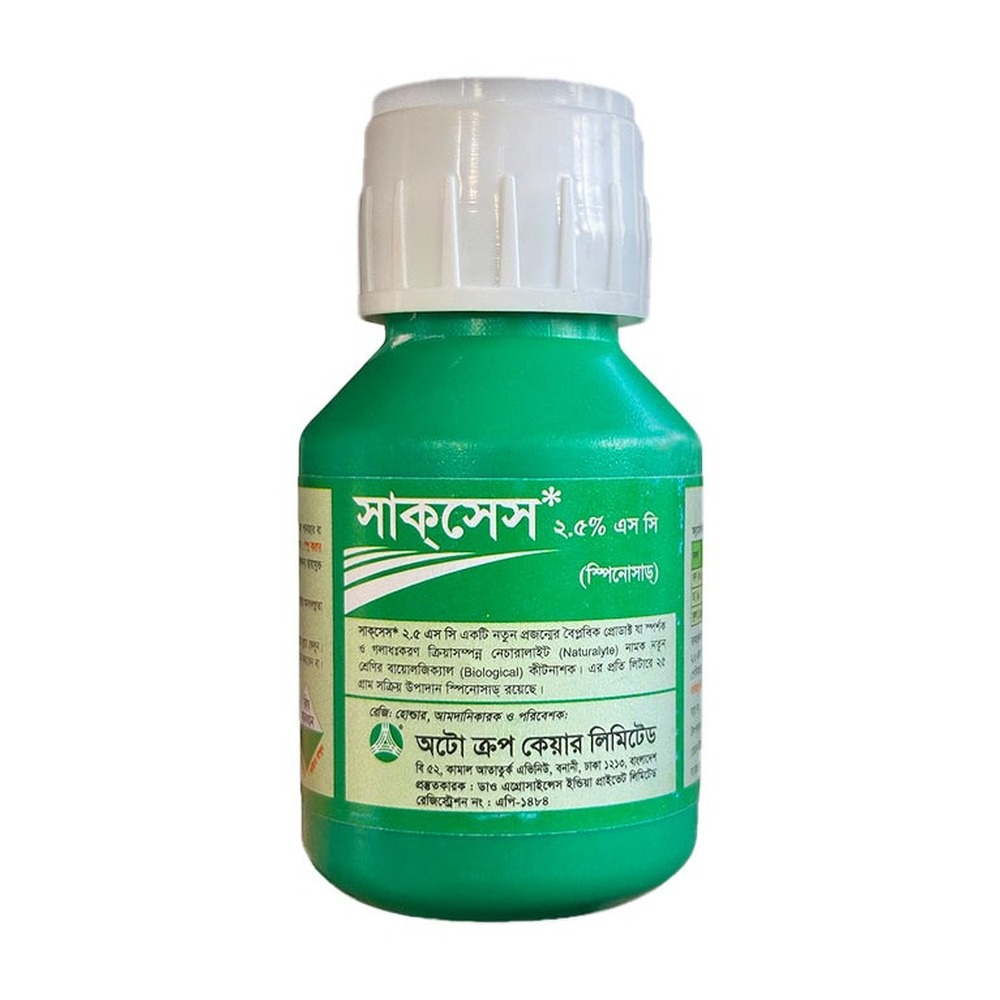 সাক্সেস*
২.৫% এস সি
(স্পিনোসাড্)
সাক্সেস* ২.৫ এস সি একটি নতুন প্রজন্মের বৈপ্লবিক প্রোডাক্ট যা স্পর্শক
ও গলাধঃকরণ ক্রিয়াসম্পন্ন নেচারালাইট (Naturalyte) নামক নতুন
শ্রেণির বায়োলজিক্যাল (Biological) কীটনাশক। এর প্রতি লিটারে ২৫
গ্রাম সক্রিয় উপাদান স্পিনোসাড্ রয়েছে।
রেজি: হোল্ডার, আমদানিকারক ও পরিবেশক:
অটো ক্রপ কেয়ার লিমিটেড
বি ৫২, কামাল আতাতুর্ক এভিনিউ, বনানী, ঢাকা ১২১৩, বাংলাদেশ
প্রস্তুতকারক : ডাও এগ্রোসাইন্সেস ইন্ডিয়া প্রাইভেট লিমিটেড
রেজিস্ট্রেশন নং : এপি-১৪৮৪